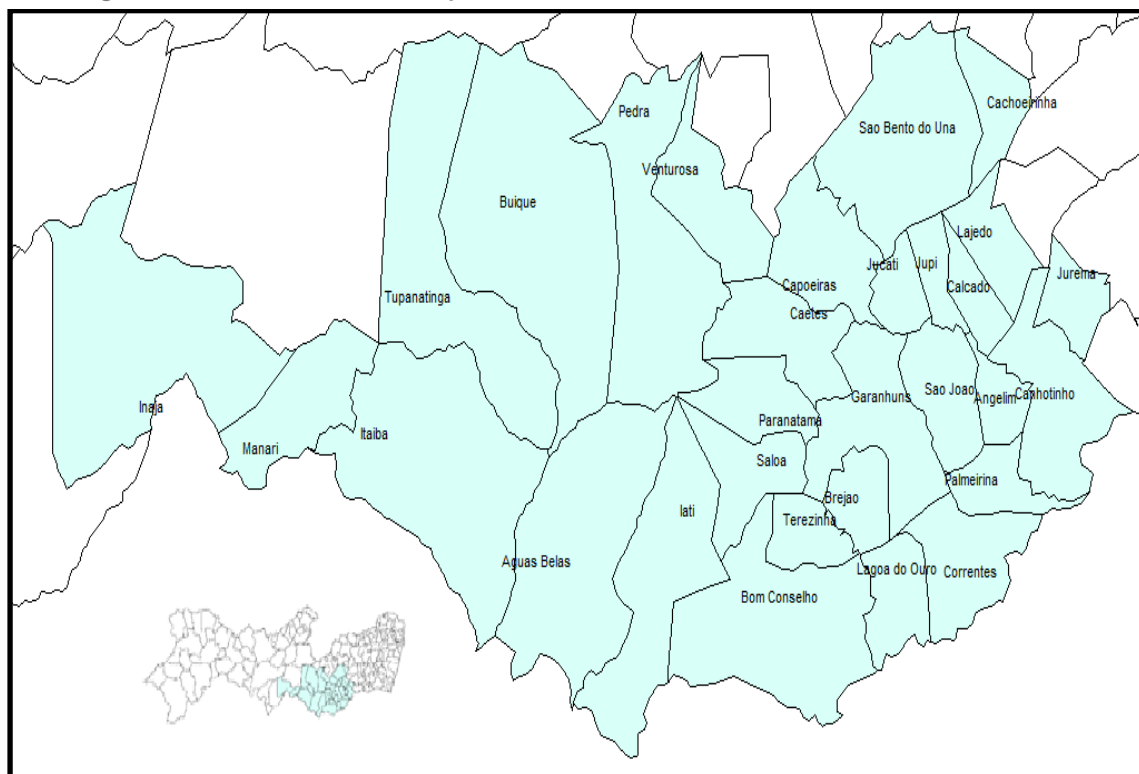 Cachoeirinha
Pedra
Sao Bento do Una
Venturosa
Buique
Lajedo
Jucati
Jupi
Jurema
Calcado
Capoeiras
Tupanatinga
Caetes
Inaja
Garanhuns
Sao Joao
Angelim
Canhotinho
Paranatama
Itaiba
Manari
Saloa
Palmeirina
Brejao
Iati
Terezinha
Aguas Belas
Lagoa do Ouro
Correntes
Bom Conselho